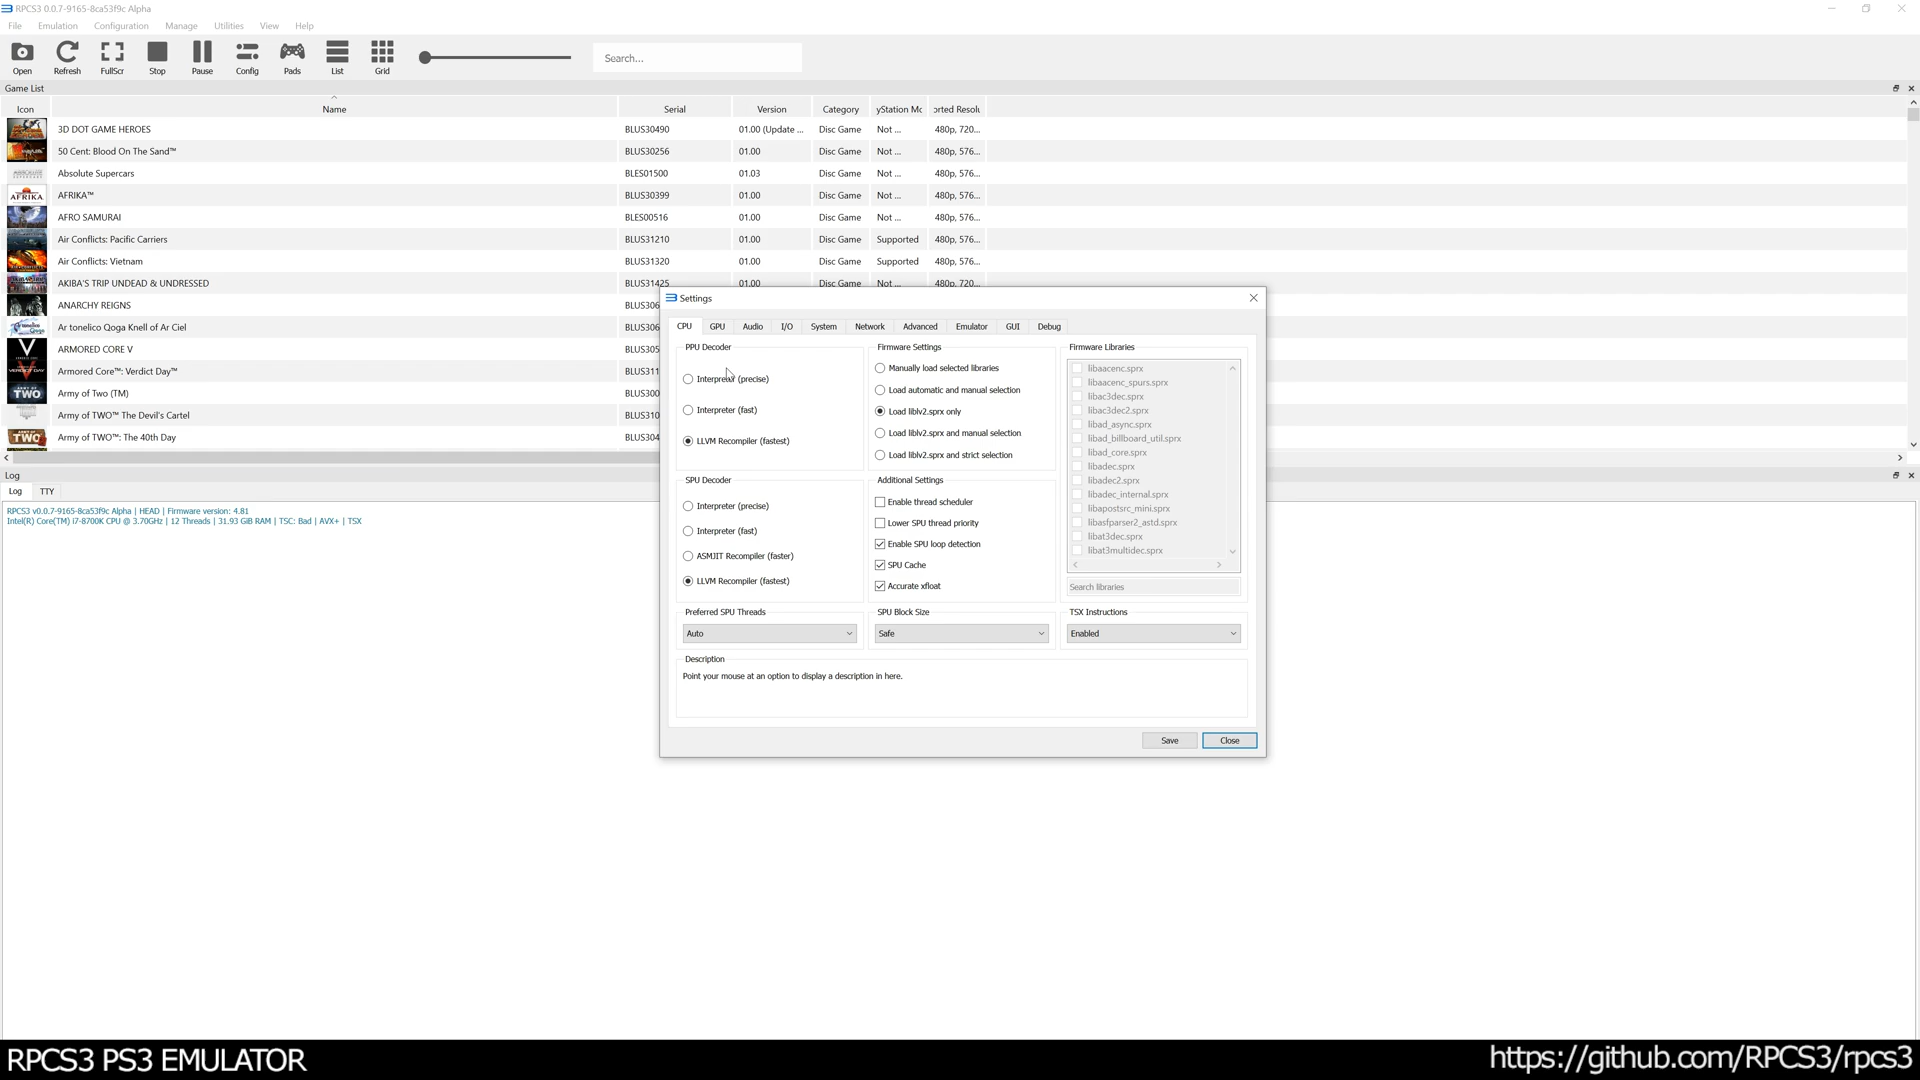 RPCS3 0.0.7-9165-8ca53f9c Alpha
File Emulation Configuration Manage Utilities View Help
Open Refresh FullScr Stop Pause Config Pads List Grid Search...
Game List
Icon Name Serial Version Category yStation Mc orted Resolu
3D DOT GAME HEROES BLUS30490 01.00 (Update ... Disc Game Not ... 480p, 720...
50 Cent: Blood On The Sand™ BLUS30256 01.00 Disc Game Not ... 480p, 576...
Absolute Supercars BLES01500 01.03 Disc Game Not ... 480p, 576...
AFRIKA™ BLUS30399 01.00 Disc Game Not ... 480p, 576...
AFRO SAMURAI BLES00516 01.00 Disc Game Not ... 480p, 576...
Air Conflicts: Pacific Carriers BLUS31210 01.00 Disc Game Supported 480p, 576...
Air Conflicts: Vietnam BLUS31320 01.00 Disc Game Supported 480p, 576...
AKIBA'S TRIP UNDEAD & UNDRESSED BLUS31425 01.00 Disc Game Not ... 480p, 720...
ANARCHY REIGNS BLUS306
Ar tonelico Qoga Knell of Ar Ciel BLUS306
ARMORED CORE V BLUS305
Armored Core™: Verdict Day™ BLUS311
Army of Two (TM) BLUS300
Army of TWO™ The Devil's Cartel BLUS310
Army of TWO™: The 40th Day BLUS304
Settings
CPU GPU Audio I/O System Network Advanced Emulator GUI Debug
PPU Decoder
Interpreter (precise)
Interpreter (fast)
LLVM Recompiler (fastest)
Firmware Settings
Manually load selected libraries
Load automatic and manual selection
Load liblv2.sprx only
Load liblv2.sprx and manual selection
Load liblv2.sprx and strict selection
Firmware Libraries
libaacenc.sprx
libaacenc_spurs.sprx
libac3dec.sprx
libac3dec2.sprx
libad_async.sprx
libad_billboard_util.sprx
libad_core.sprx
libadec.sprx
libadec2.sprx
libadec_internal.sprx
libapostsrc_mini.sprx
libasfparser2_astd.sprx
libat3dec.sprx
libat3multidec.sprx
Search libraries
SPU Decoder
Interpreter (precise)
Interpreter (fast)
ASMJIT Recompiler (faster)
LLVM Recompiler (fastest)
Additional Settings
Enable thread scheduler
Lower SPU thread priority
Enable SPU loop detection
SPU Cache
Accurate xfloat
Preferred SPU Threads
Auto
SPU Block Size
Safe
TSX Instructions
Enabled
Description
Point your mouse at an option to display a description in here.
Save Close
Log
Log TTY
RPCS3 v0.0.7-9165-8ca53f9c Alpha | HEAD | Firmware version: 4.81
Intel(R) Core(TM) i7-8700K CPU @ 3.70GHz | 12 Threads | 31.93 GiB RAM | TSC: Bad | AVX+ | TSX
RPCS3 PS3 EMULATOR
https://github.com/RPCS3/rpcs3